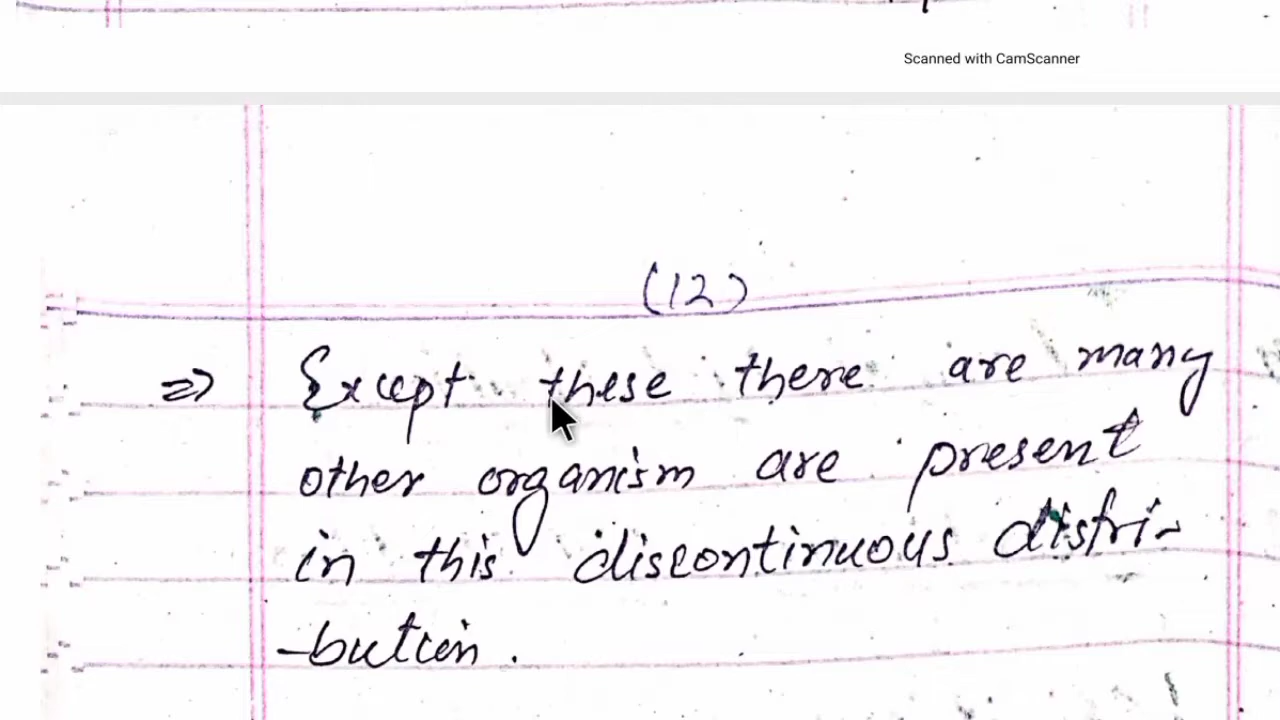 Scanned with CamScanner
(12)
⇒ Except these there are many
other organism are present
in this discontinuous distri-
-bution.